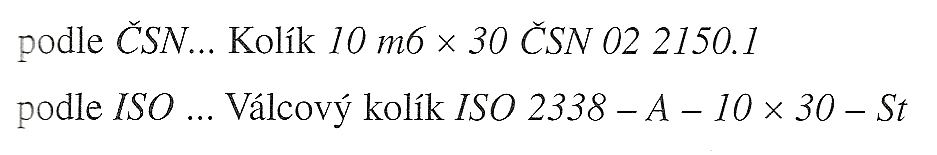 podle ČSN... Kolík 10 m6 × 30 ČSN 02 2150.1
podle ISO ... Válcový kolík ISO 2338 – A – 10 × 30 – St